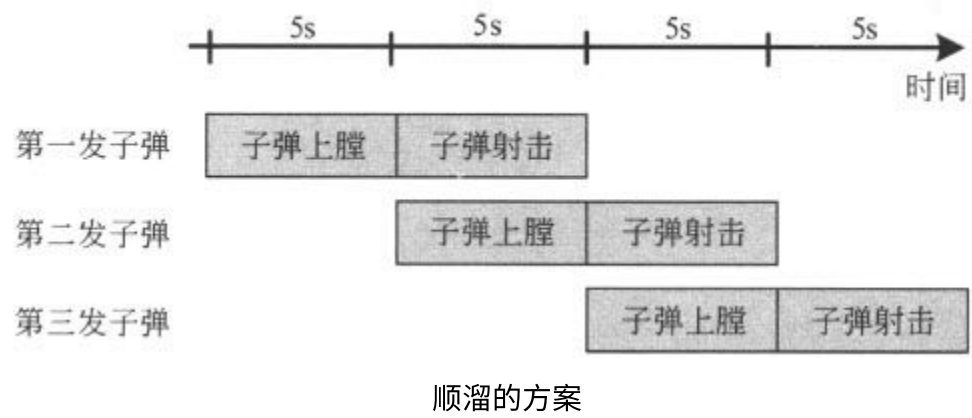 5s 5s 5s 5s
时间
第一发子弹 子弹上膛 子弹射击
第二发子弹 子弹上膛 子弹射击
第三发子弹 子弹上膛 子弹射击
顺溜的方案